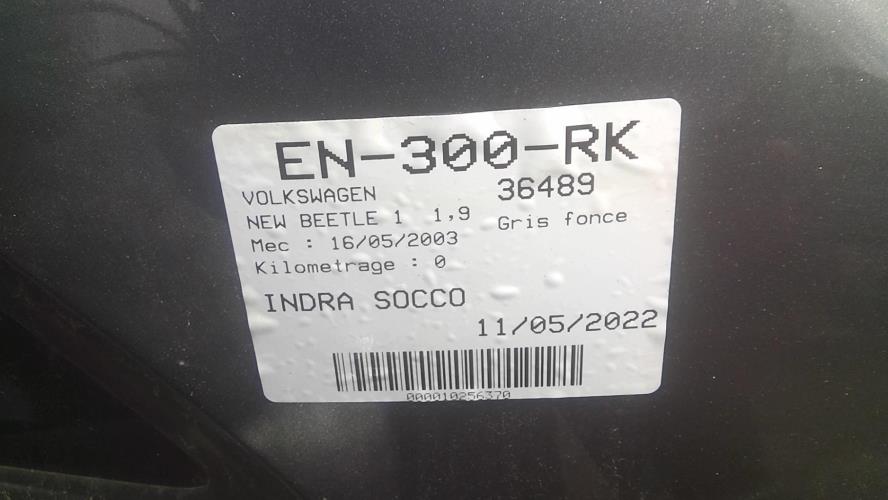 EN-300-RK
VOLKSWAGEN 36489
NEW BEETLE 1 1,9 Gris fonce
Mec : 16/05/2003
Kilometrage : 0
INDRA SOCCO
11/05/2022
000010256370